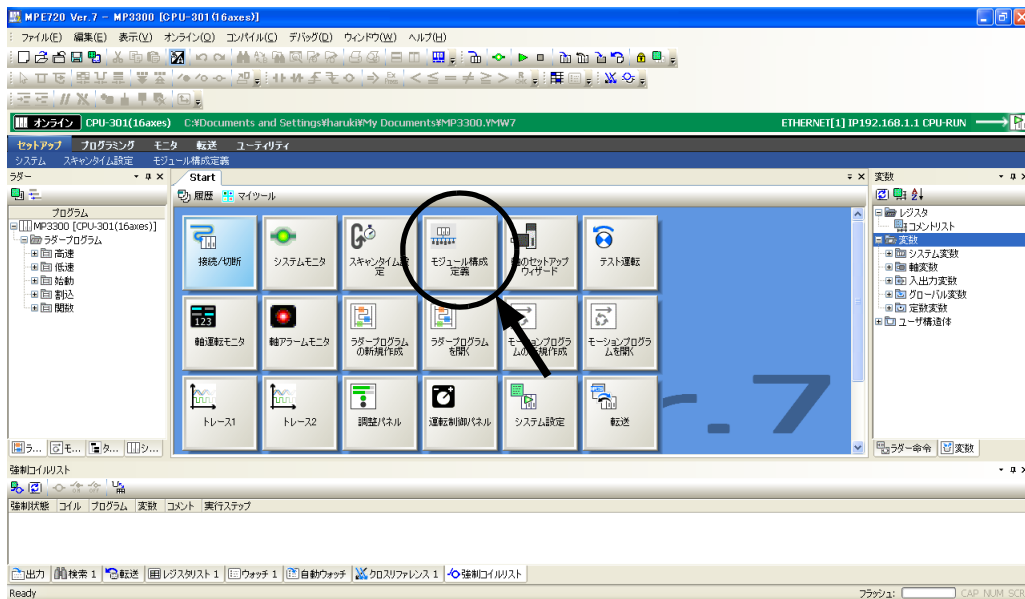 MPE720 Ver.7 - MP3300 [CPU-301(16axes)]
ファイル(F) 編集(E) 表示(V) オンライン(O) コンパイル(C) デバッグ(D) ウィンドウ(W) ヘルプ(H)
オンライン CPU-301(16axes) C:¥Documents and Settings¥haruki¥My Documents¥MP3300.YMW7 ETHERNET[1] IP192.168.1.1 CPU-RUN
セットアップ プログラミング モニタ 転送 ユーティリティ
システム スキャンタイム設定 モジュール構成定義
ラダー
プログラム
MP3300 [CPU-301(16axes)]
ラダープログラム
高速
低速
始動
割込
関数
ラ... モ... タ... シ...
Start
履歴 マイツール
接続/切断
システムモニタ
スキャンタイム設
定
モジュール構成
定義
のセットアップ
ウィザード
テスト運転
123
軸運転モニタ
軸アラームモニタ
ラダープログラム
の新規作成
ラダープログラム
を開く
モーションプログラ
ムの新規作成
モーションプログラ
ムを開く
トレース1
トレース2
調整パネル
運転制御パネル
システム設定
転送
r.7
変数
レジスタ
コメントリスト
変数
システム変数
軸変数
入出力変数
グローバル変数
定数変数
ユーザ構造体
ラダー命令 変数
強制コイルリスト
強制状態 コイル プログラム 変数 コメント 実行ステップ
出力 検索 1 転送 レジスタリスト 1 ウォッチ 1 自動ウォッチ クロスリファレンス 1 強制コイルリスト
Ready フラッシュ: CAP NUM SCR